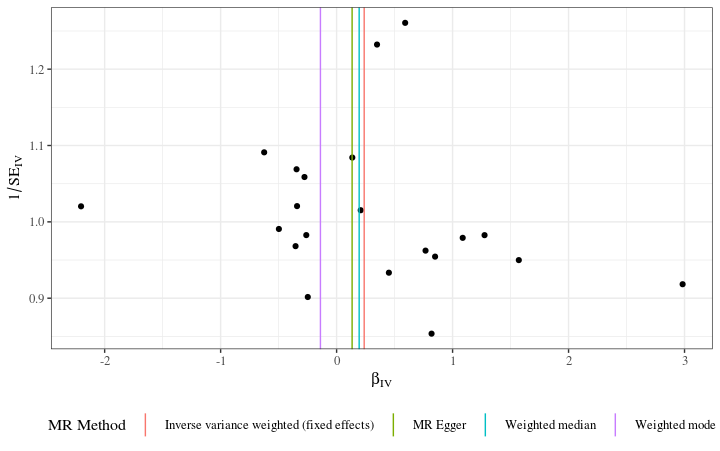 1/SE_IV
1.2
1.1
1.0
0.9
-2
-1
0
1
2
3
β_IV
MR Method
Inverse variance weighted (fixed effects)
MR Egger
Weighted median
Weighted mode